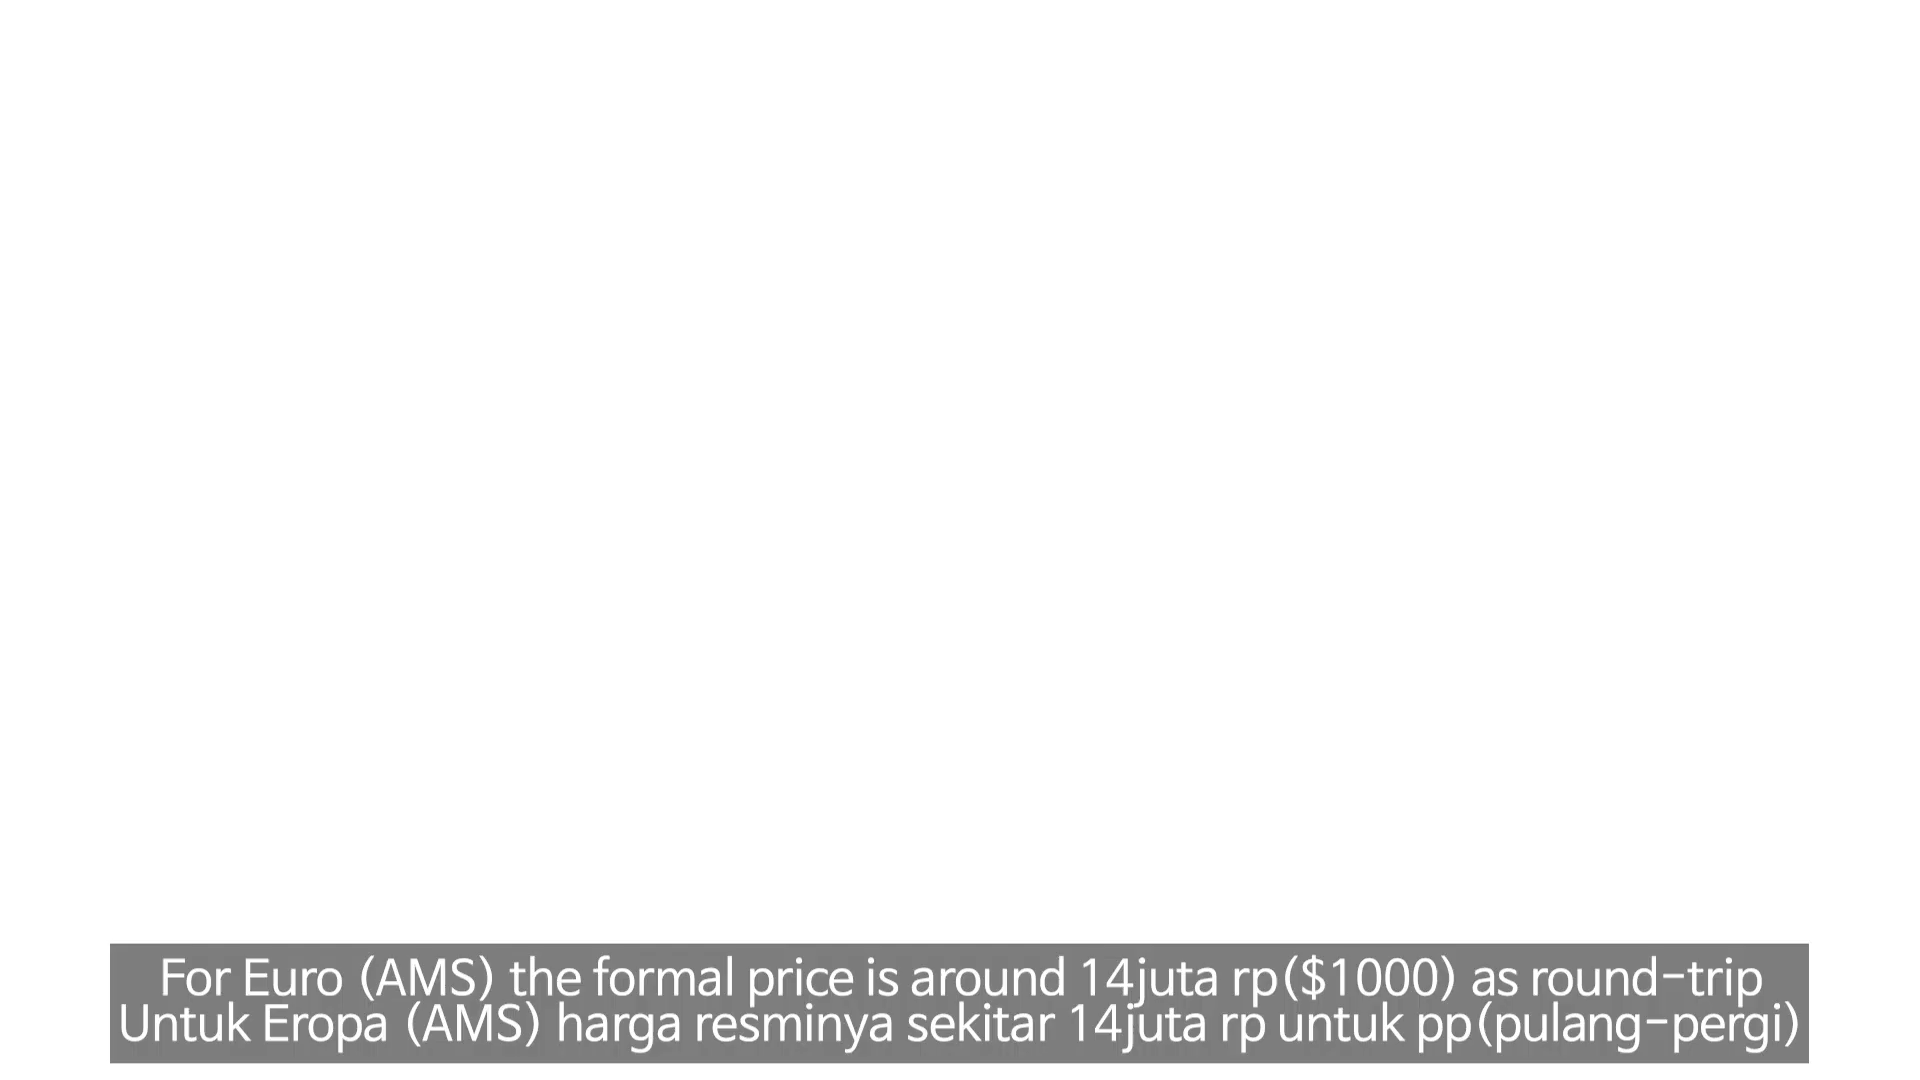 For Euro (AMS) the formal price is around 14juta rp($1000) as round-trip
Untuk Eropa (AMS) harga resminya sekitar 14juta rp untuk pp(pulang-pergi)